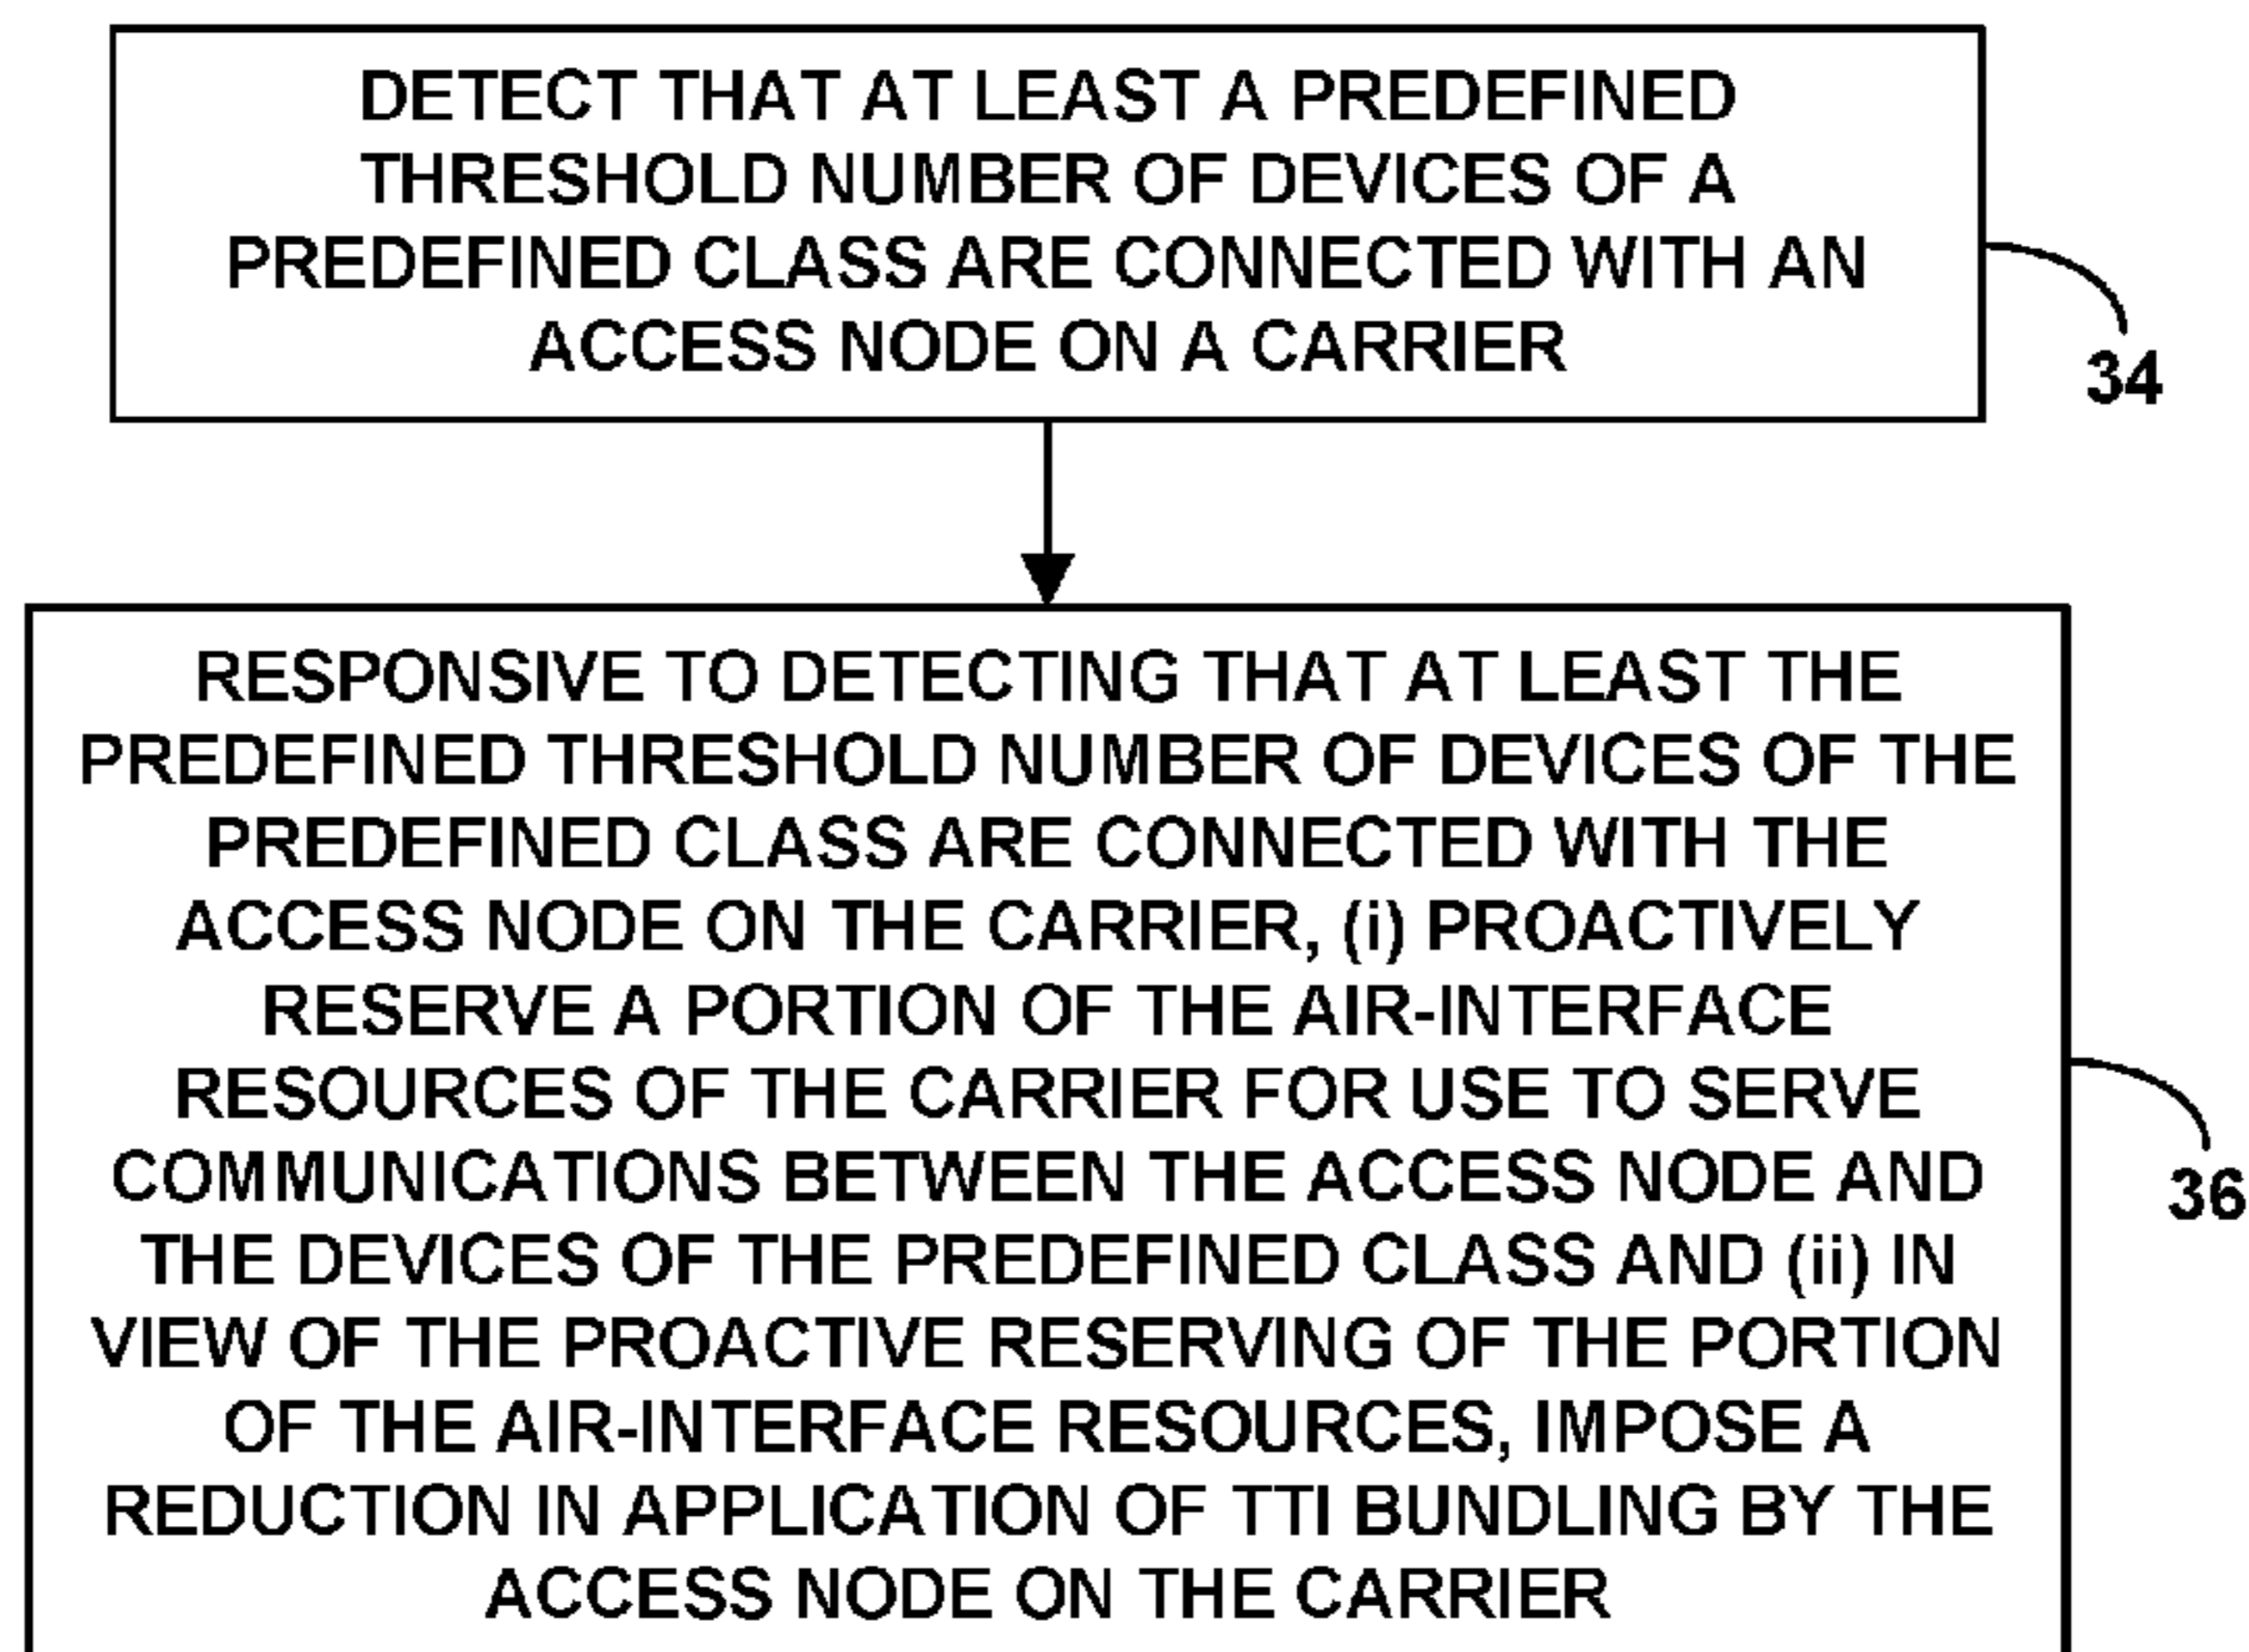 DETECT THAT AT LEAST A PREDEFINED
THRESHOLD NUMBER OF DEVICES OF A
PREDEFINED CLASS ARE CONNECTED WITH AN
ACCESS NODE ON A CARRIER
34
RESPONSIVE TO DETECTING THAT AT LEAST THE
PREDEFINED THRESHOLD NUMBER OF DEVICES OF THE
PREDEFINED CLASS ARE CONNECTED WITH THE
ACCESS NODE ON THE CARRIER, (i) PROACTIVELY
RESERVE A PORTION OF THE AIR-INTERFACE
RESOURCES OF THE CARRIER FOR USE TO SERVE
COMMUNICATIONS BETWEEN THE ACCESS NODE AND
THE DEVICES OF THE PREDEFINED CLASS AND (ii) IN
VIEW OF THE PROACTIVE RESERVING OF THE PORTION
OF THE AIR-INTERFACE RESOURCES, IMPOSE A
REDUCTION IN APPLICATION OF TTI BUNDLING BY THE
ACCESS NODE ON THE CARRIER
36